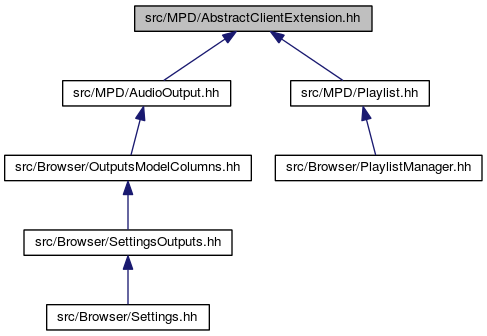 src/MPD/AbstractClientExtension.hh
src/MPD/AudioOutput.hh
src/MPD/Playlist.hh
src/Browser/OutputsModelColumns.hh
src/Browser/PlaylistManager.hh
src/Browser/SettingsOutputs.hh
src/Browser/Settings.hh